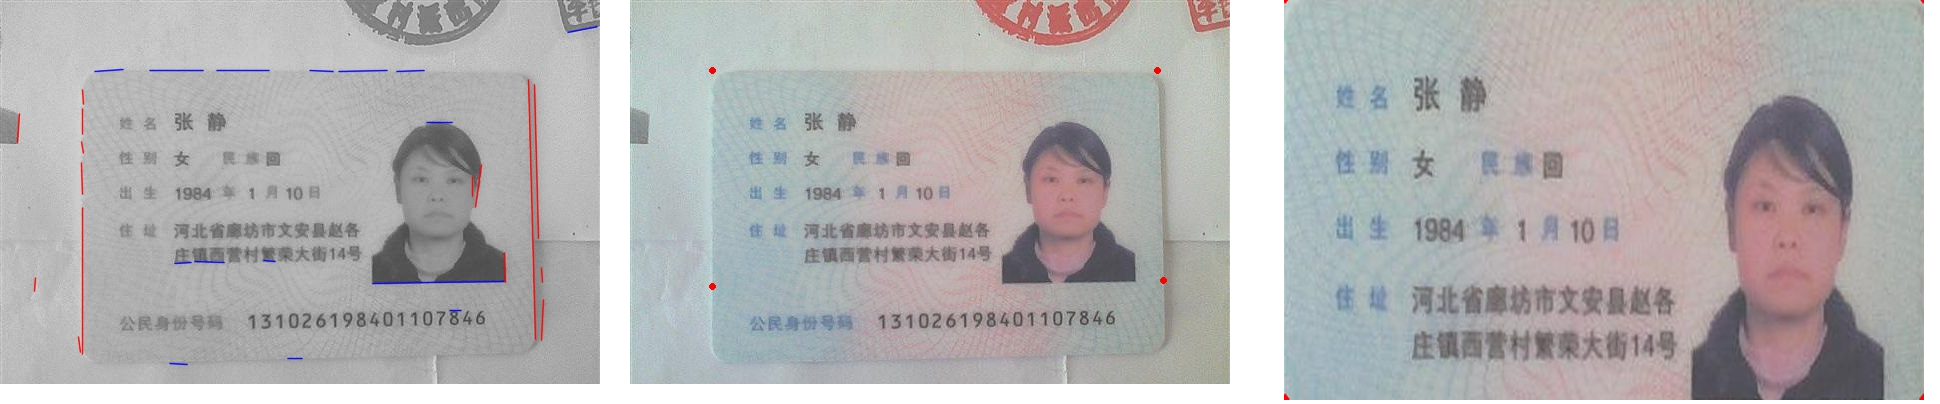 姓名 张静
性别 女 民族 回
出生 1984 年 1 月 10 日
住址 河北省廊坊市文安县赵各
庄镇西营村繁荣大街14号
公民身份号码 131026198401107846
姓名 张静
性别 女 民族 回
出生 1984 年 1 月 10 日
住址 河北省廊坊市文安县赵各
庄镇西营村繁荣大街14号
公民身份号码 131026198401107846
姓名 张静
性别 女 民族 回
出生 1984 年 1 月 10 日
住址 河北省廊坊市文安县赵各
庄镇西营村繁荣大街14号